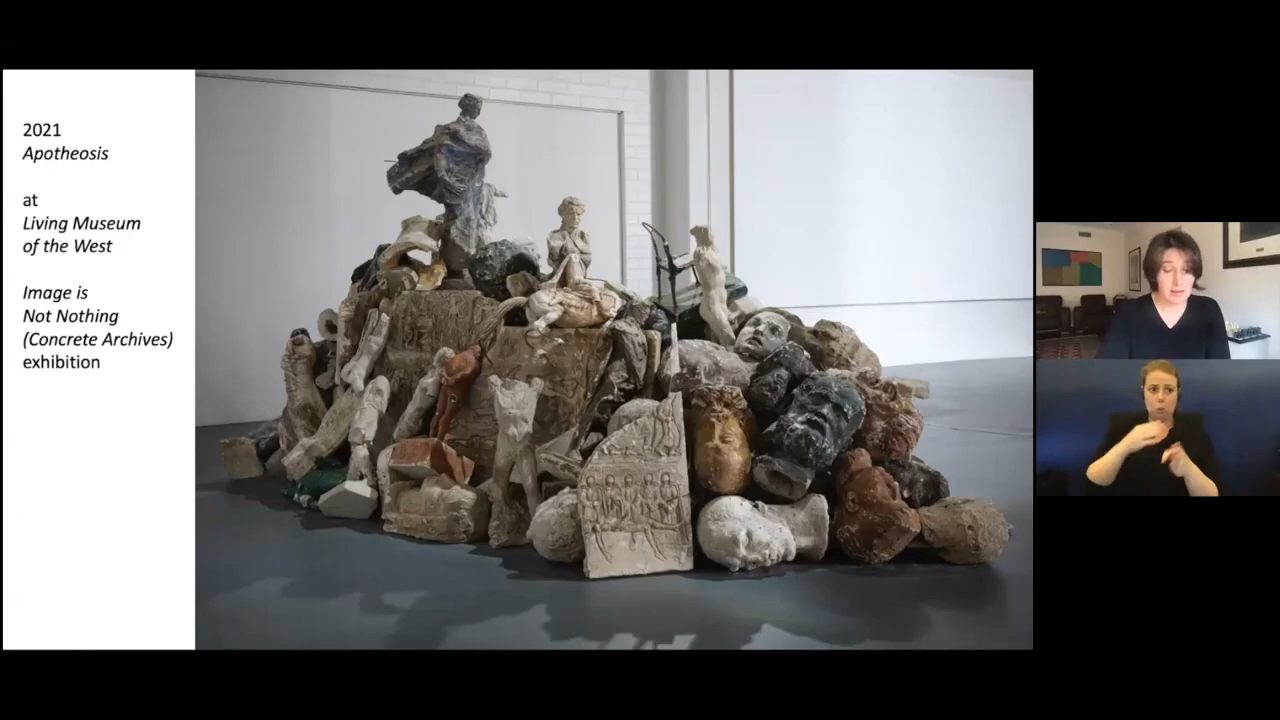 2021
Apotheosis
at
Living Museum
of the West
Image is
Not Nothing
(Concrete Archives)
exhibition